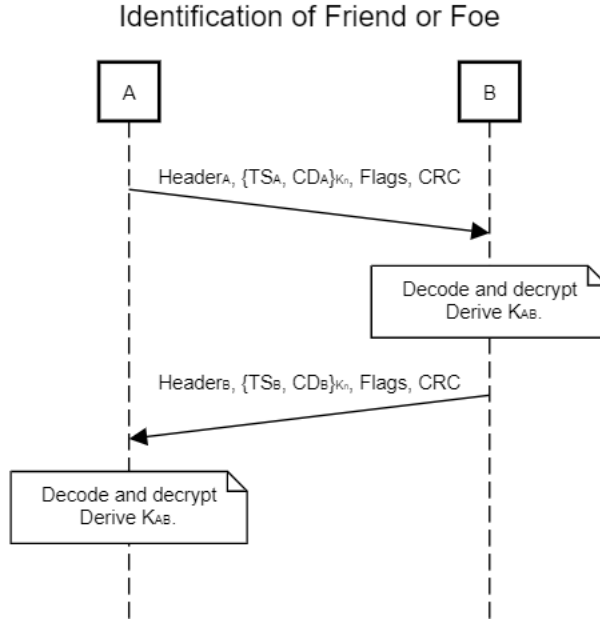 Identification of Friend or Foe
A
B
HeaderA, {TSA, CDA}Kn, Flags, CRC
Decode and decrypt
Derive KAB.
HeaderB, {TSB, CDB}Kn, Flags, CRC
Decode and decrypt
Derive KAB.